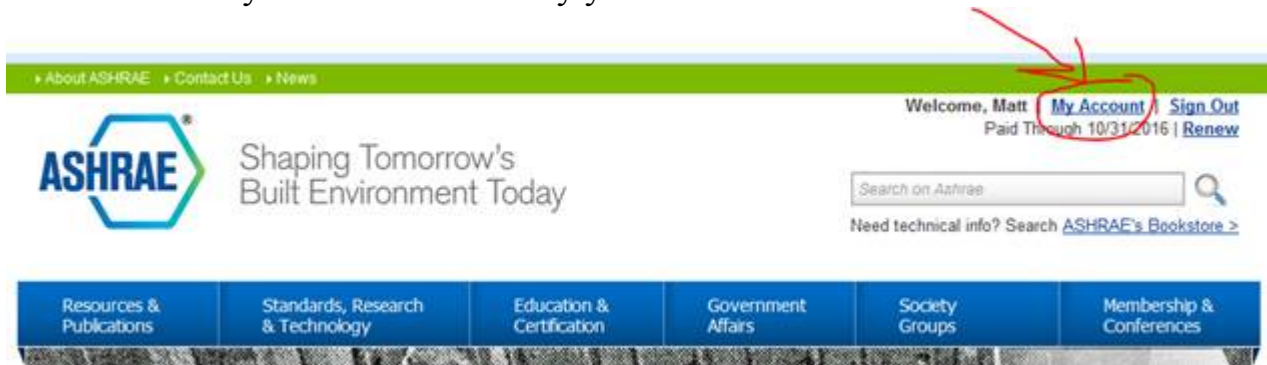 About ASHRAE Contact Us News
Welcome, Matt | My Account | Sign Out
Paid Through 10/31/2016 | Renew
ASHRAE®
Shaping Tomorrow's
Built Environment Today
Search on Ashrae
Need technical info? Search ASHRAE's Bookstore >
Resources &
Publications
Standards, Research
& Technology
Education &
Certification
Government
Affairs
Society
Groups
Membership &
Conferences